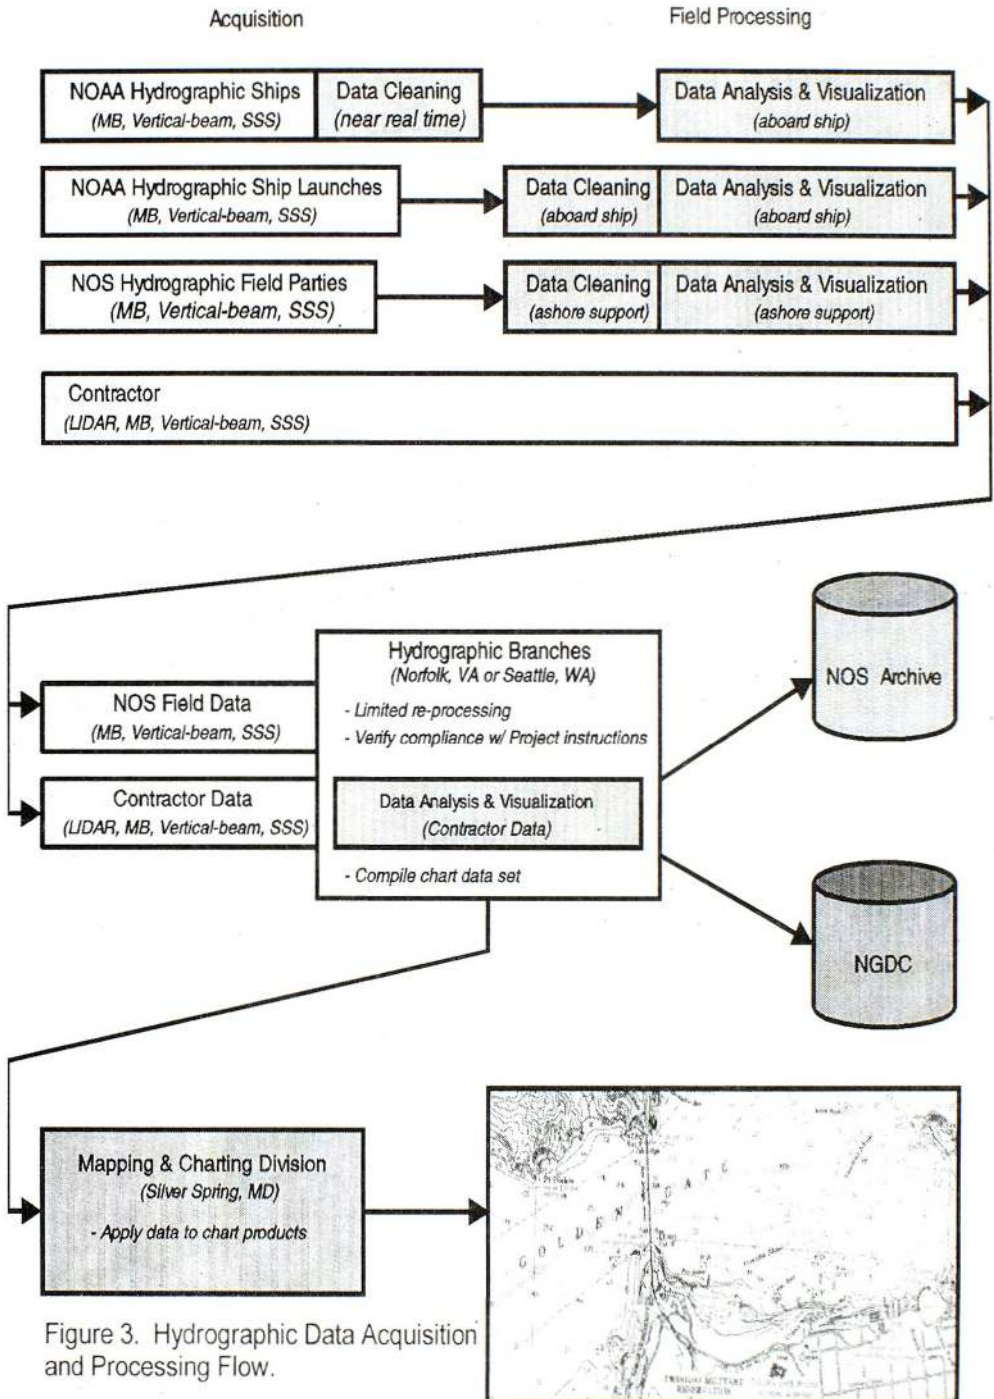 Acquisition
Field Processing
NOAA Hydrographic Ships
(MB, Vertical-beam, SSS)
Data Cleaning
(near real time)
Data Analysis & Visualization
(aboard ship)
NOAA Hydrographic Ship Launches
(MB, Vertical-beam, SSS)
Data Cleaning
(aboard ship)
Data Analysis & Visualization
(aboard ship)
NOS Hydrographic Field Parties
(MB, Vertical-beam, SSS)
Data Cleaning
(ashore support)
Data Analysis & Visualization
(ashore support)
Contractor
(LIDAR, MB, Vertical-beam, SSS)
Hydrographic Branches
(Norfolk, VA or Seattle, WA)
- Limited re-processing
- Verify compliance w/ Project instructions
NOS Field Data
(MB, Vertical-beam, SSS)
Contractor Data
(LIDAR, MB, Vertical-beam, SSS)
Data Analysis & Visualization
(Contractor Data)
- Compile chart data set
NOS Archive
NGDC
Mapping & Charting Division
(Silver Spring, MD)
- Apply data to chart products
GOLDEN GATE
Figure 3. Hydrographic Data Acquisition
and Processing Flow.